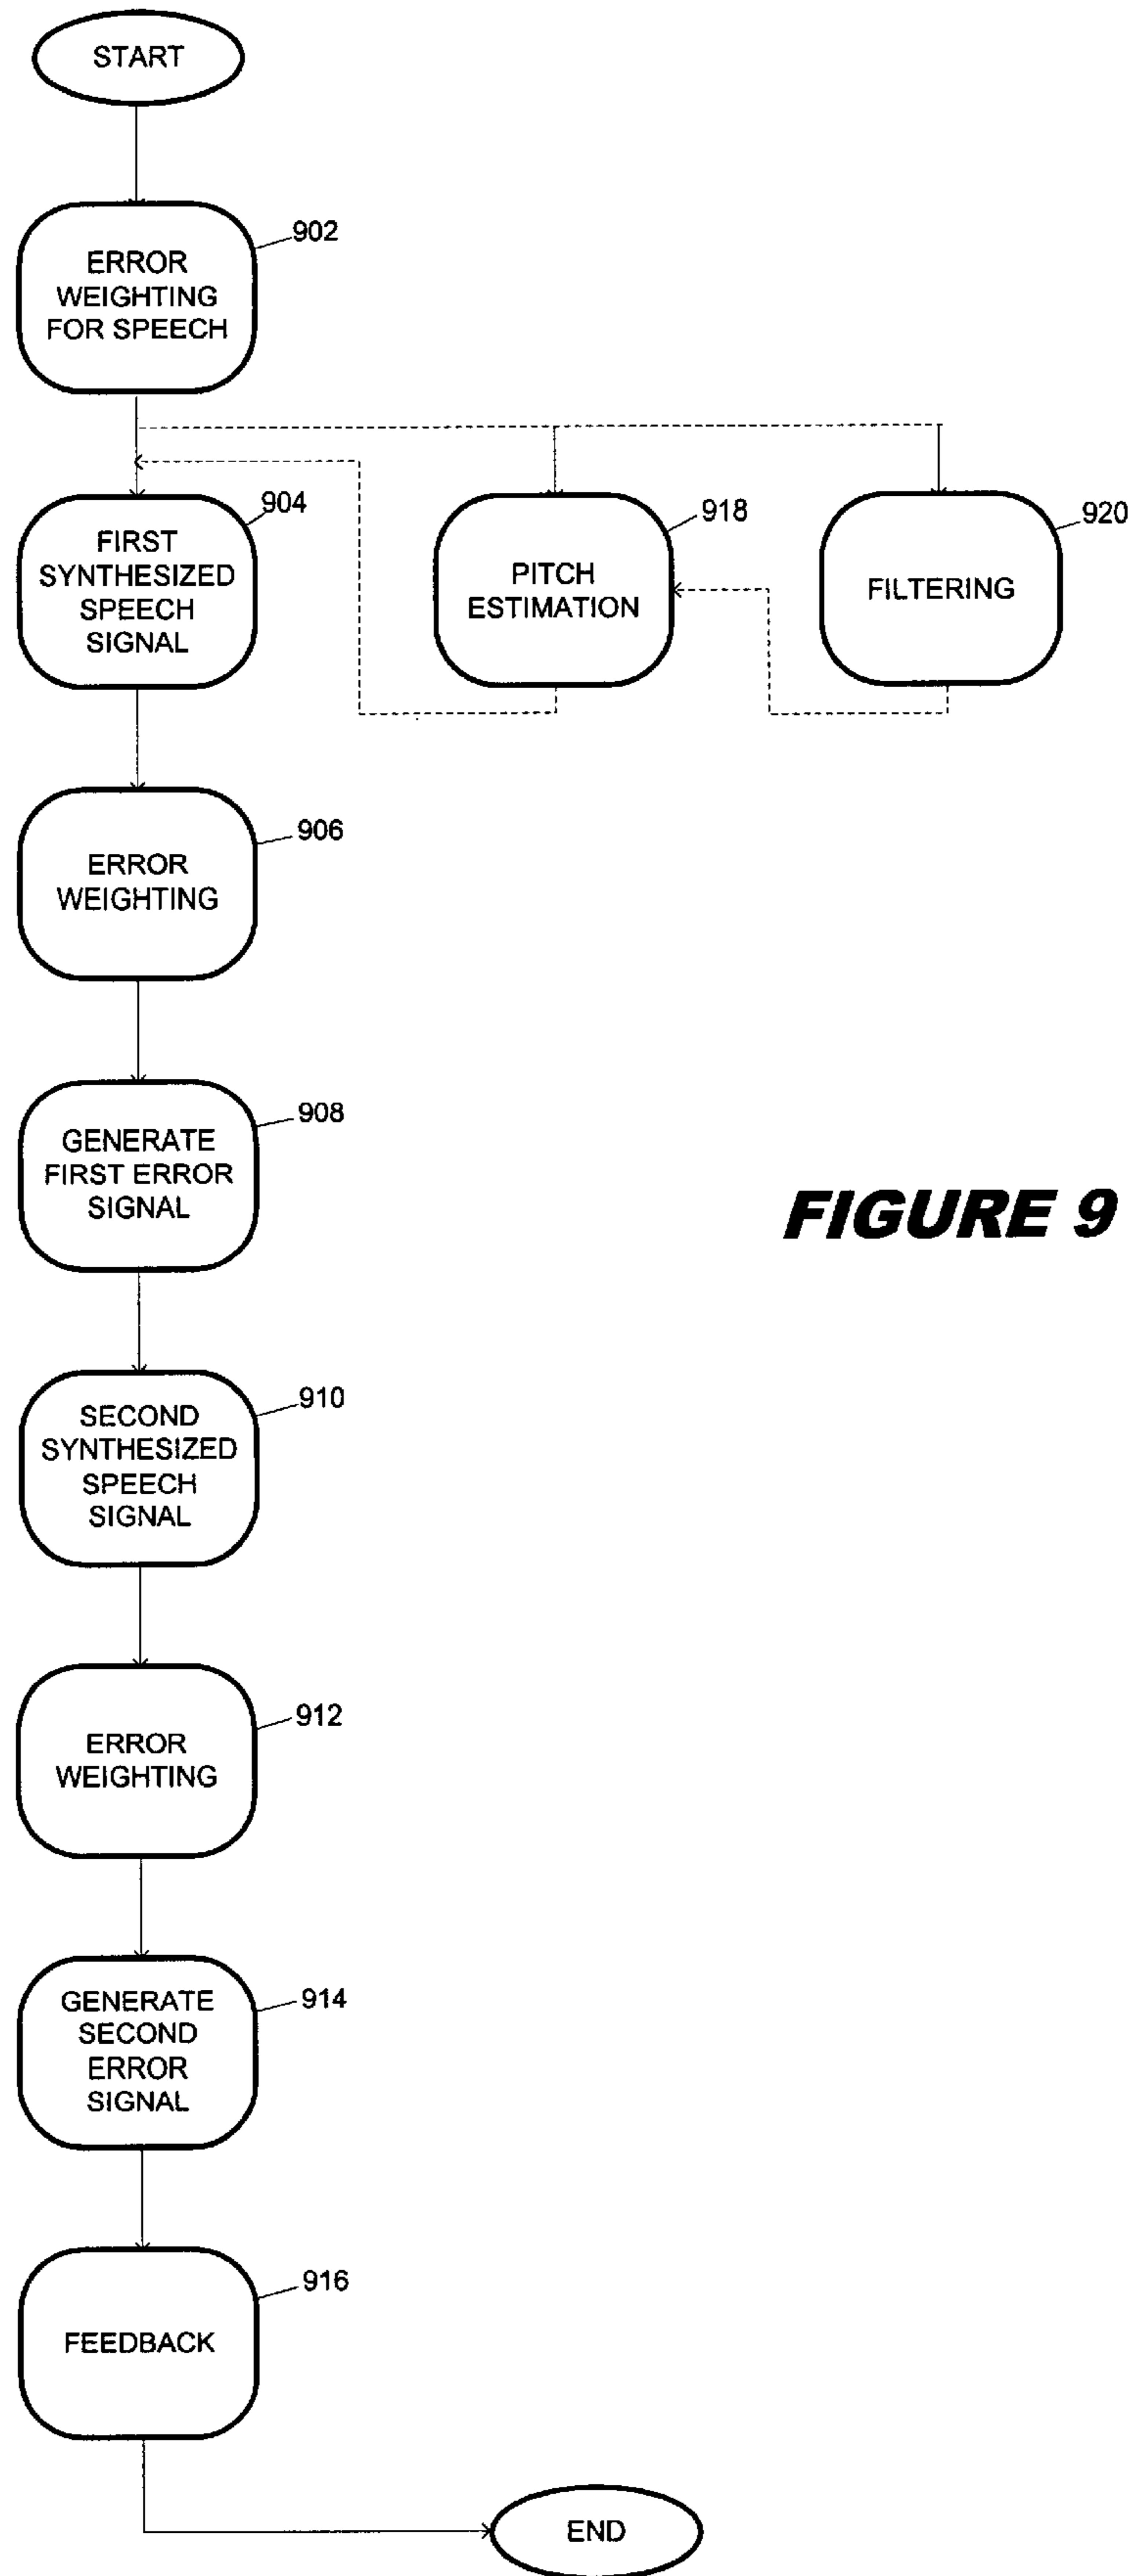 START
902
ERROR
WEIGHTING
FOR SPEECH
904
FIRST
SYNTHESIZED
SPEECH
SIGNAL
918
PITCH
ESTIMATION
920
FILTERING
906
ERROR
WEIGHTING
908
GENERATE
FIRST ERROR
SIGNAL
FIGURE 9
910
SECOND
SYNTHESIZED
SPEECH
SIGNAL
912
ERROR
WEIGHTING
914
GENERATE
SECOND
ERROR
SIGNAL
916
FEEDBACK
END